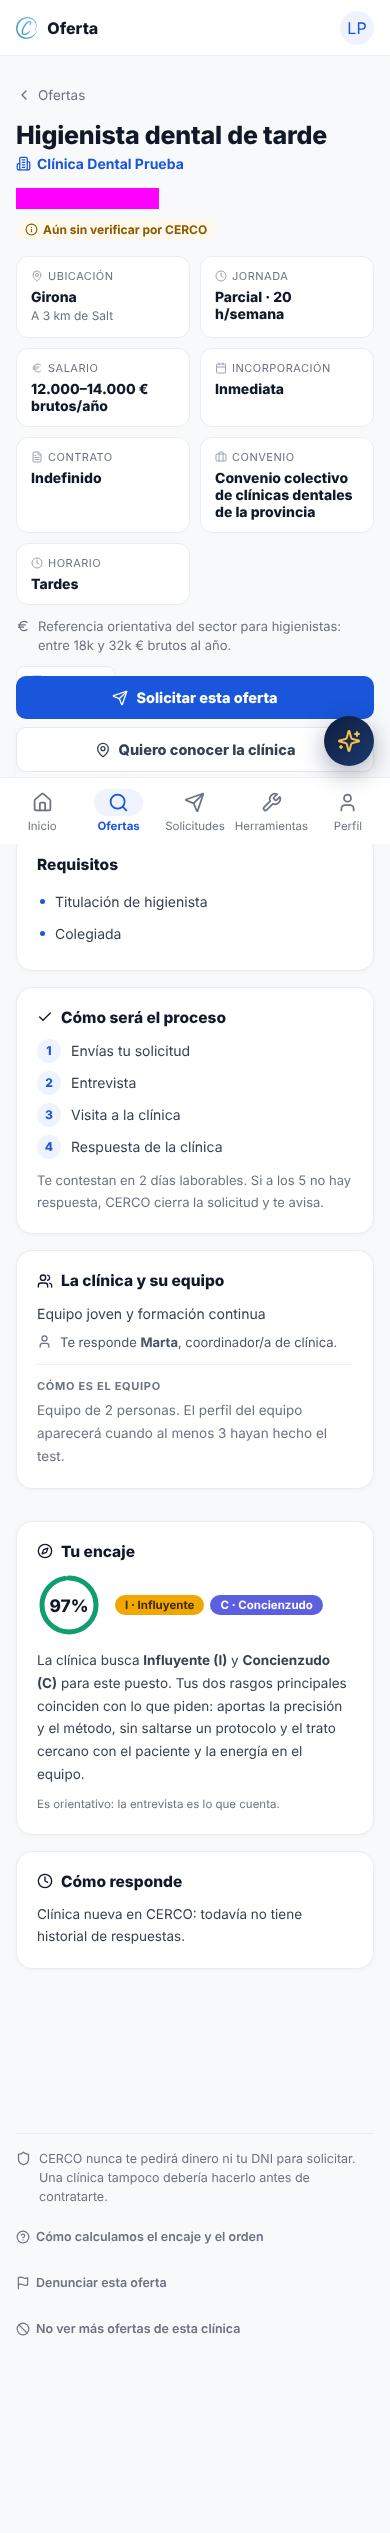 Oferta
LP
Ofertas
Higienista dental de tarde
Clínica Dental Prueba
Aún sin verificar por CERCO
UBICACIÓN
Girona
A 3 km de Salt
JORNADA
Parcial · 20
h/semana
SALARIO
12.000–14.000 €
brutos/año
INCORPORACIÓN
Inmediata
CONTRATO
Indefinido
CONVENIO
Convenio colectivo
de clínicas dentales
de la provincia
HORARIO
Tardes
Referencia orientativa del sector para higienistas:
entre 18k y 32k € brutos al año.
Solicitar esta oferta
Quiero conocer la clínica
Inicio
Ofertas
Solicitudes
Herramientas
Perfil
Requisitos
Titulación de higienista
Colegiada
Cómo será el proceso
1 Envías tu solicitud
2 Entrevista
3 Visita a la clínica
4 Respuesta de la clínica
Te contestan en 2 días laborables. Si a los 5 no hay
respuesta, CERCO cierra la solicitud y te avisa.
La clínica y su equipo
Equipo joven y formación continua
Te responde Marta, coordinador/a de clínica.
CÓMO ES EL EQUIPO
Equipo de 2 personas. El perfil del equipo
aparecerá cuando al menos 3 hayan hecho el
test.
Tu encaje
97%
I · Influyente
C · Concienzudo
La clínica busca Influyente (I) y Concienzudo
(C) para este puesto. Tus dos rasgos principales
coinciden con lo que piden: aportas la precisión
y el método, sin saltarse un protocolo y el trato
cercano con el paciente y la energía en el
equipo.
Es orientativo: la entrevista es lo que cuenta.
Cómo responde
Clínica nueva en CERCO: todavía no tiene
historial de respuestas.
CERCO nunca te pedirá dinero ni tu DNI para solicitar.
Una clínica tampoco debería hacerlo antes de
contratarte.
Cómo calculamos el encaje y el orden
Denunciar esta oferta
No ver más ofertas de esta clínica